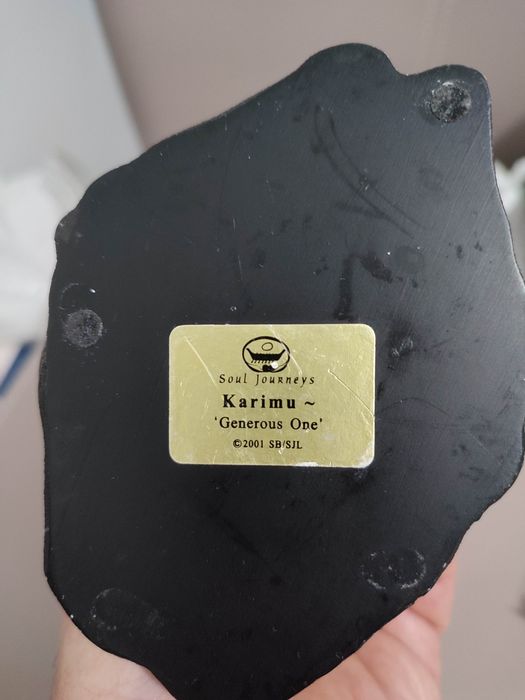 Soul Journeys
Karimu ~
'Generous One'
©2001 SB/SJL